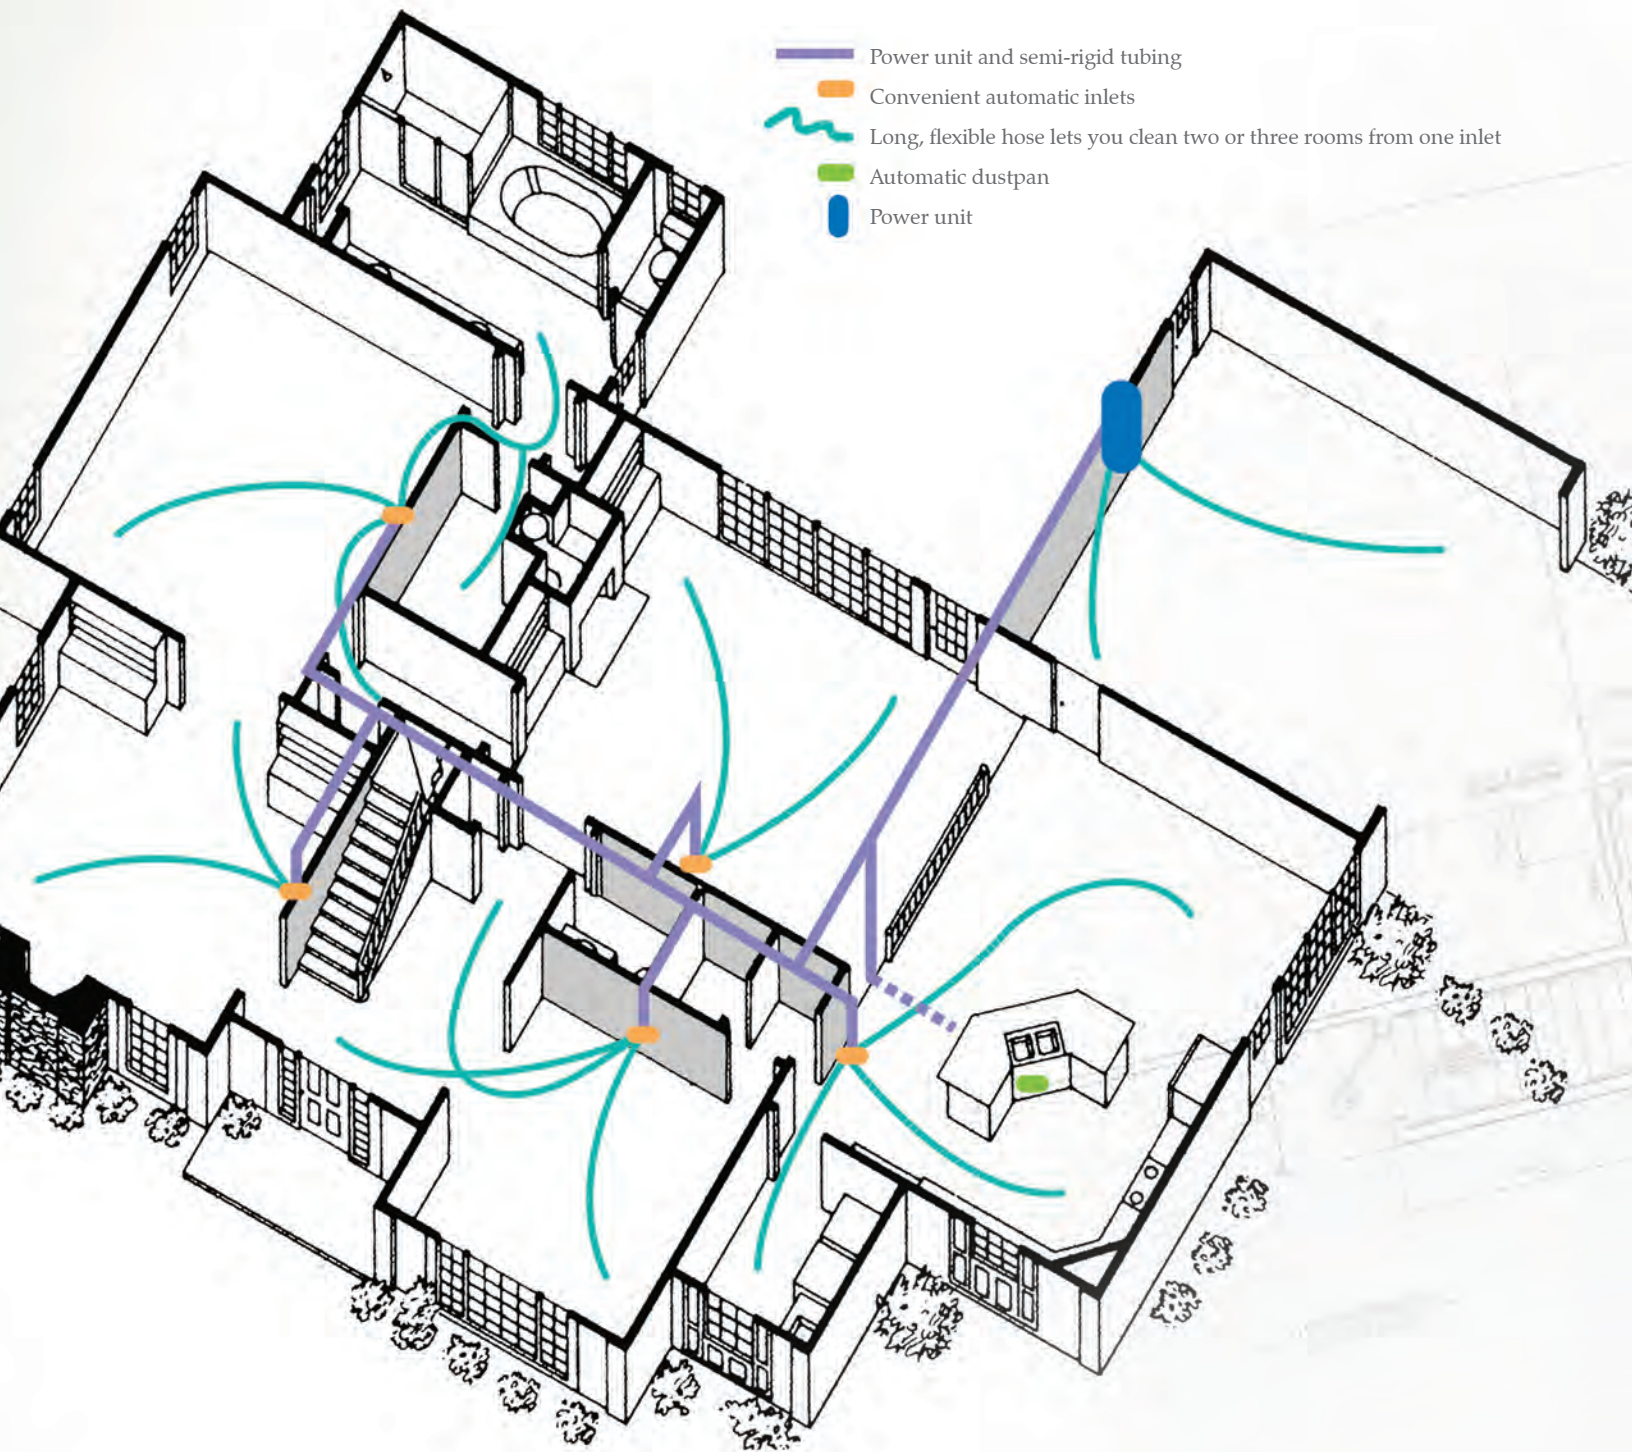 Power unit and semi-rigid tubing
Convenient automatic inlets
Long, flexible hose lets you clean two or three rooms from one inlet
Automatic dustpan
Power unit